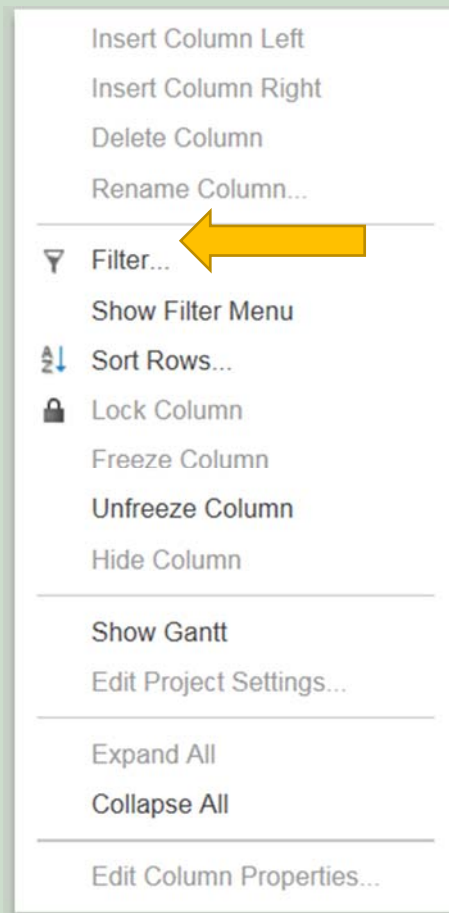 Insert Column Left
Insert Column Right
Delete Column
Rename Column...
Filter...
Show Filter Menu
Sort Rows...
Lock Column
Freeze Column
Unfreeze Column
Hide Column
Show Gantt
Edit Project Settings...
Expand All
Collapse All
Edit Column Properties...